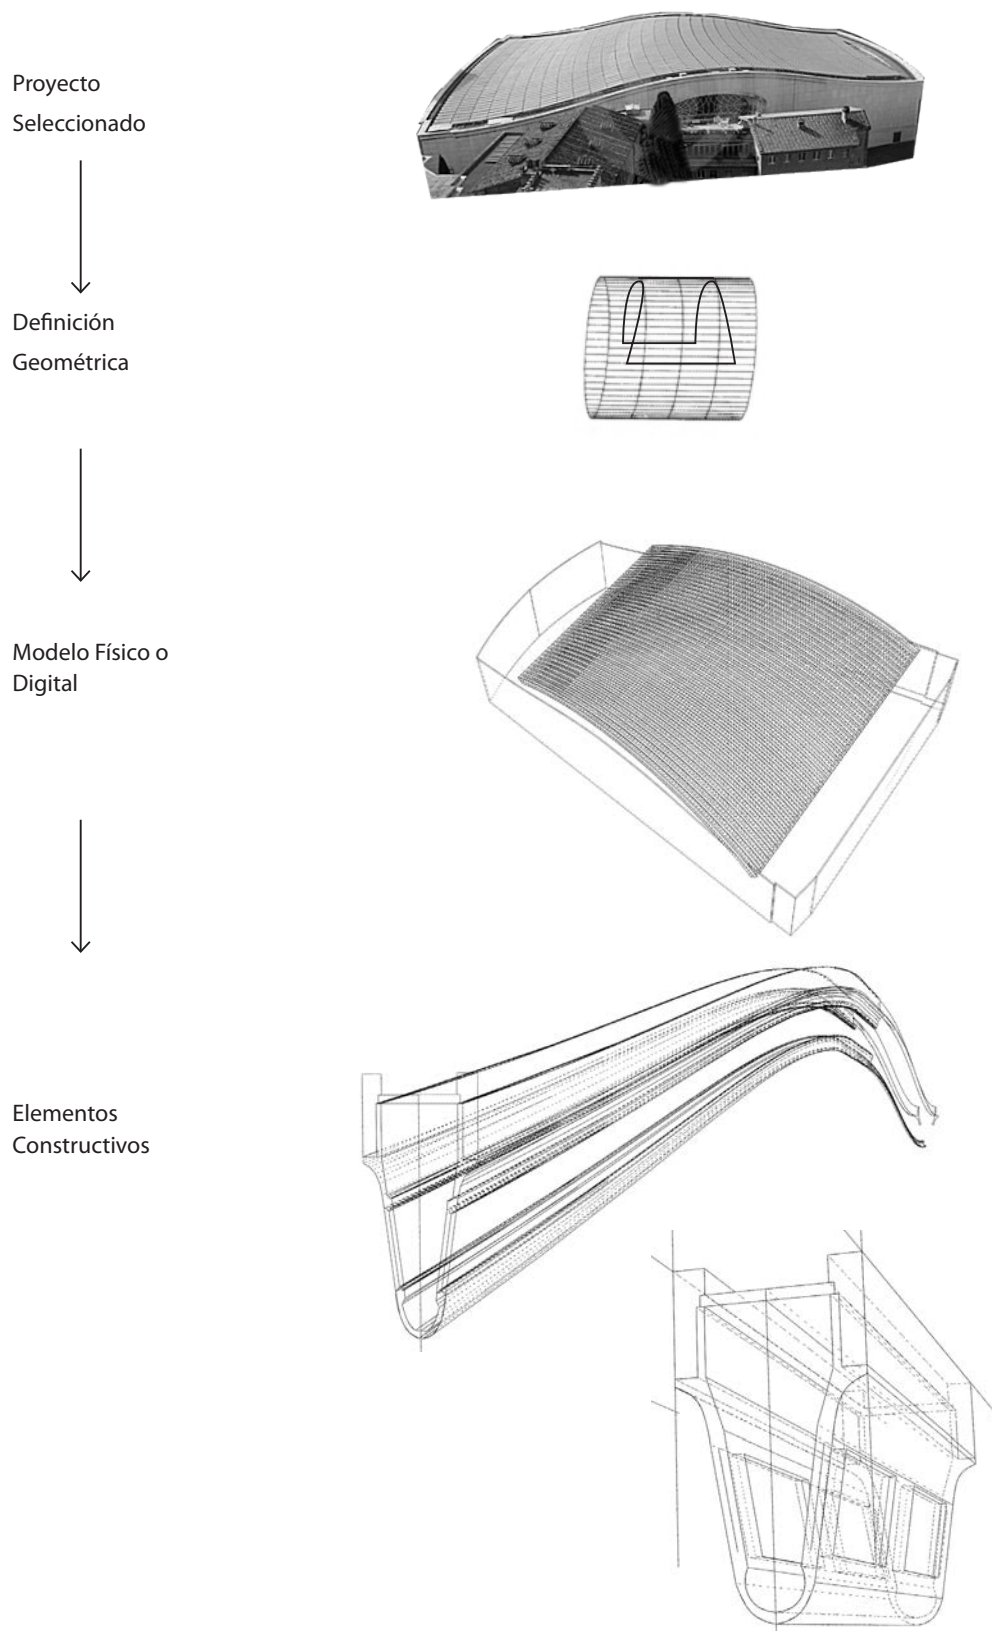 Proyecto
Seleccionado
Definición
Geométrica
Modelo Físico o
Digital
Elementos
Constructivos